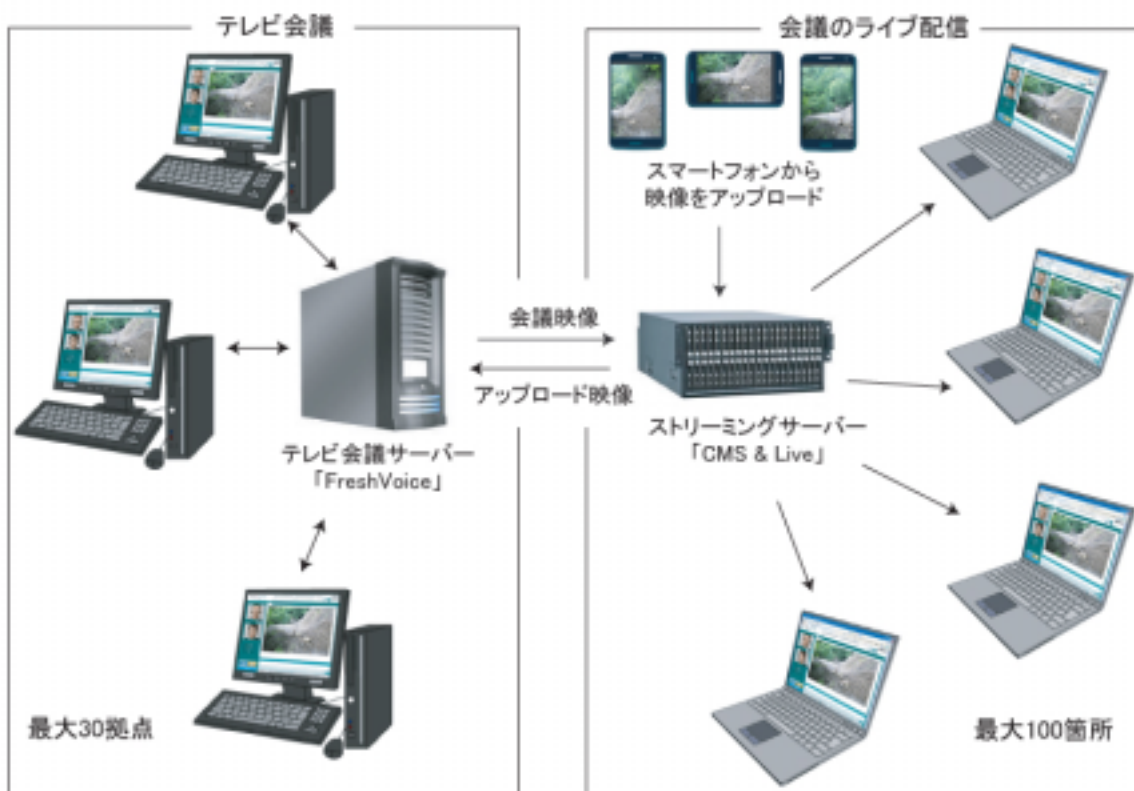 テレビ会議
会議のライブ配信
スマートフォンから
映像をアップロード
会議映像
アップロード映像
テレビ会議サーバー
「FreshVoice」
ストリーミングサーバー
「CMS & Live」
最大30拠点
最大100箇所